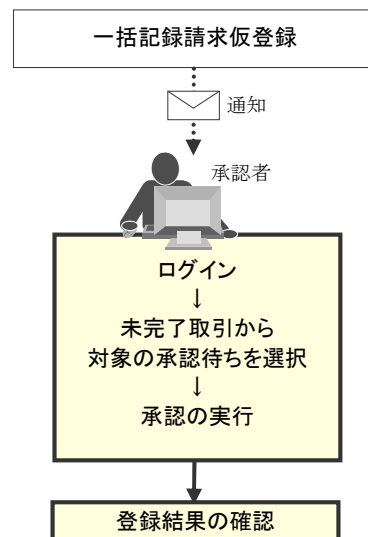 一括記録請求仮登録
通知
承認者
ログイン
↓
未完了取引から
対象の承認待ちを選択
↓
承認の実行
登録結果の確認